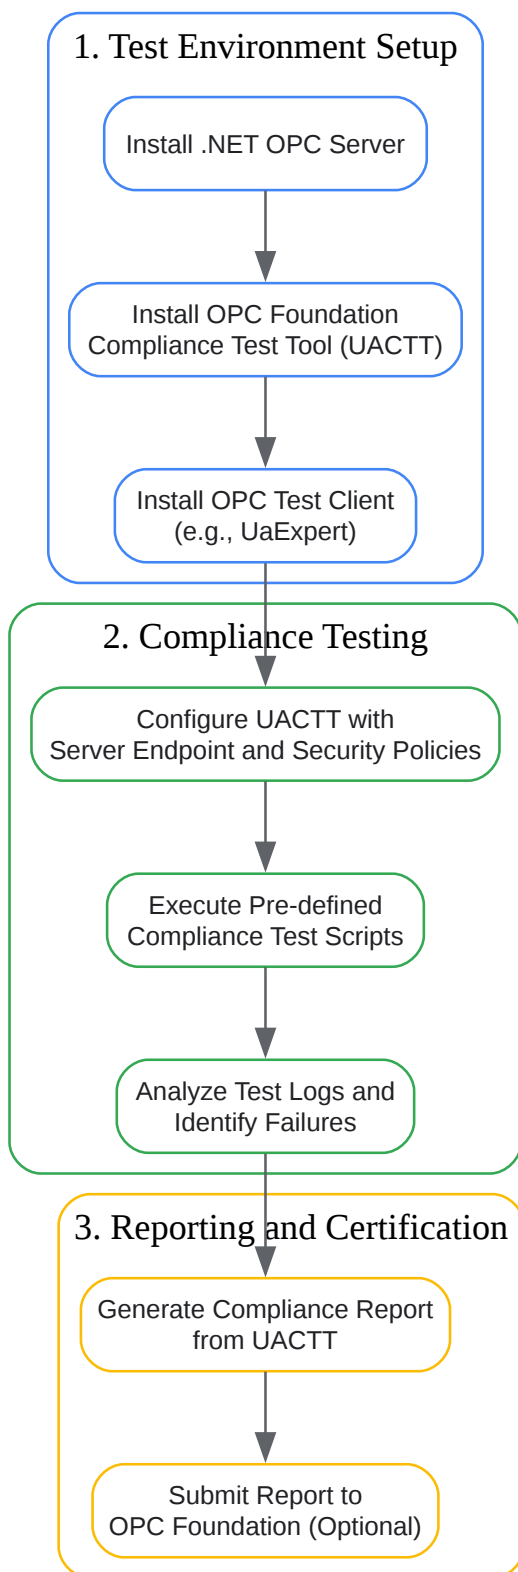 1. Test Environment Setup
Install .NET OPC Server
Install OPC Foundation
Compliance Test Tool (UACTT)
Install OPC Test Client
(e.g., UaExpert)
2. Compliance Testing
Configure UACTT with
Server Endpoint and Security Policies
Execute Pre-defined
Compliance Test Scripts
Analyze Test Logs and
Identify Failures
3. Reporting and Certification
Generate Compliance Report
from UACTT
Submit Report to
OPC Foundation (Optional)